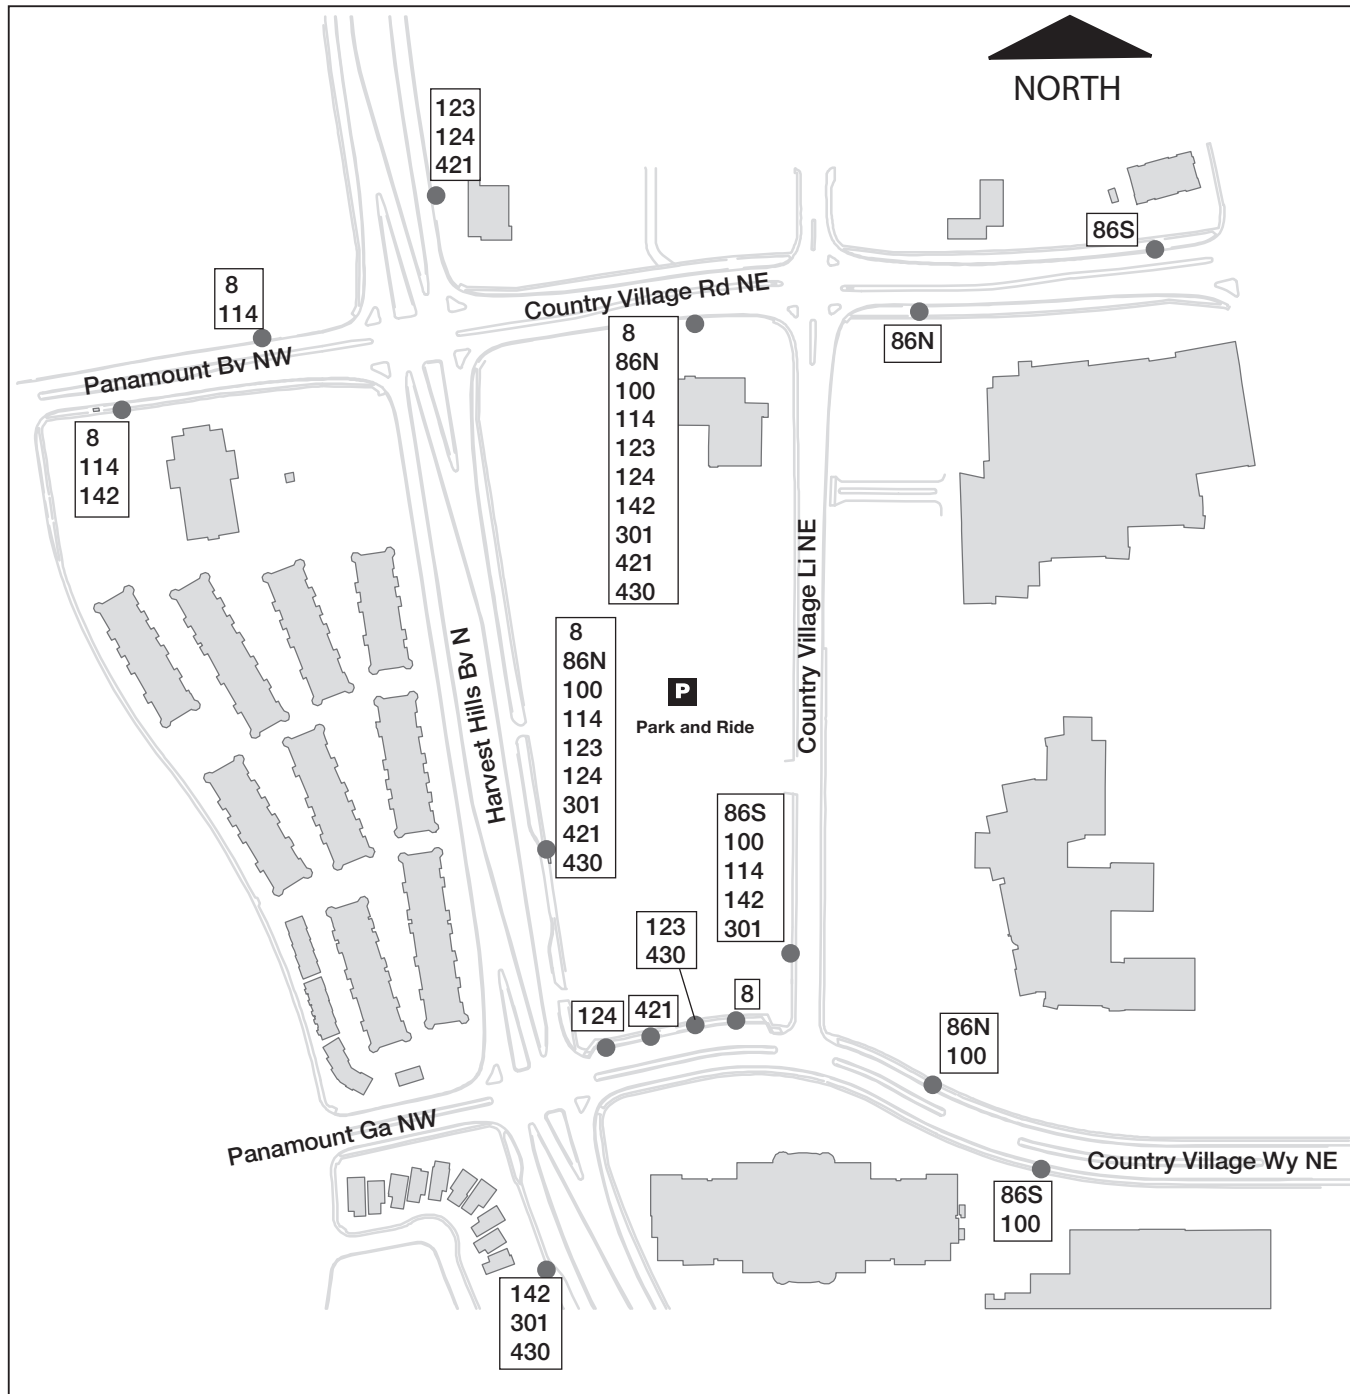 NORTH
123
124
421
86S
8
114
Country Village Rd NE
86N
Panamount Bv NW
8
86N
100
114
123
124
142
301
421
430
8
114
142
Country Village Li NE
Harvest Hills Bv N
8
86N
100
114
123
124
301
421
430
P
Park and Ride
86S
100
114
142
301
123
430
8
421
124
86N
100
Panamount Ga NW
Country Village Wy NE
86S
100
142
301
430